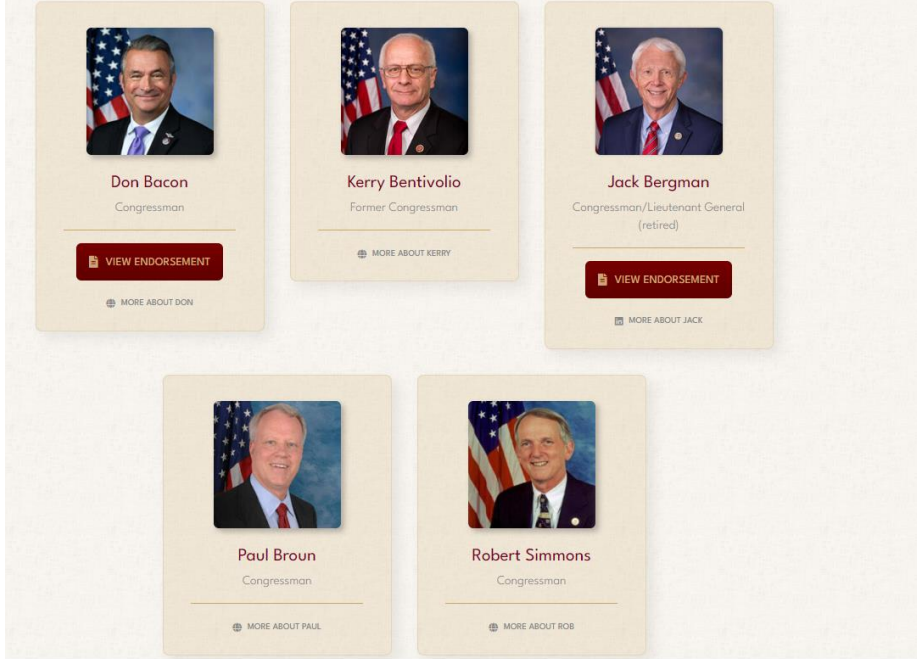 Don Bacon
Congressman
VIEW ENDORSEMENT
MORE ABOUT DON
Kerry Bentivolio
Former Congressman
MORE ABOUT KERRY
Jack Bergman
Congressman/Lieutenant General
(retired)
VIEW ENDORSEMENT
MORE ABOUT JACK
Paul Broun
Congressman
MORE ABOUT PAUL
Robert Simmons
Congressman
MORE ABOUT ROB